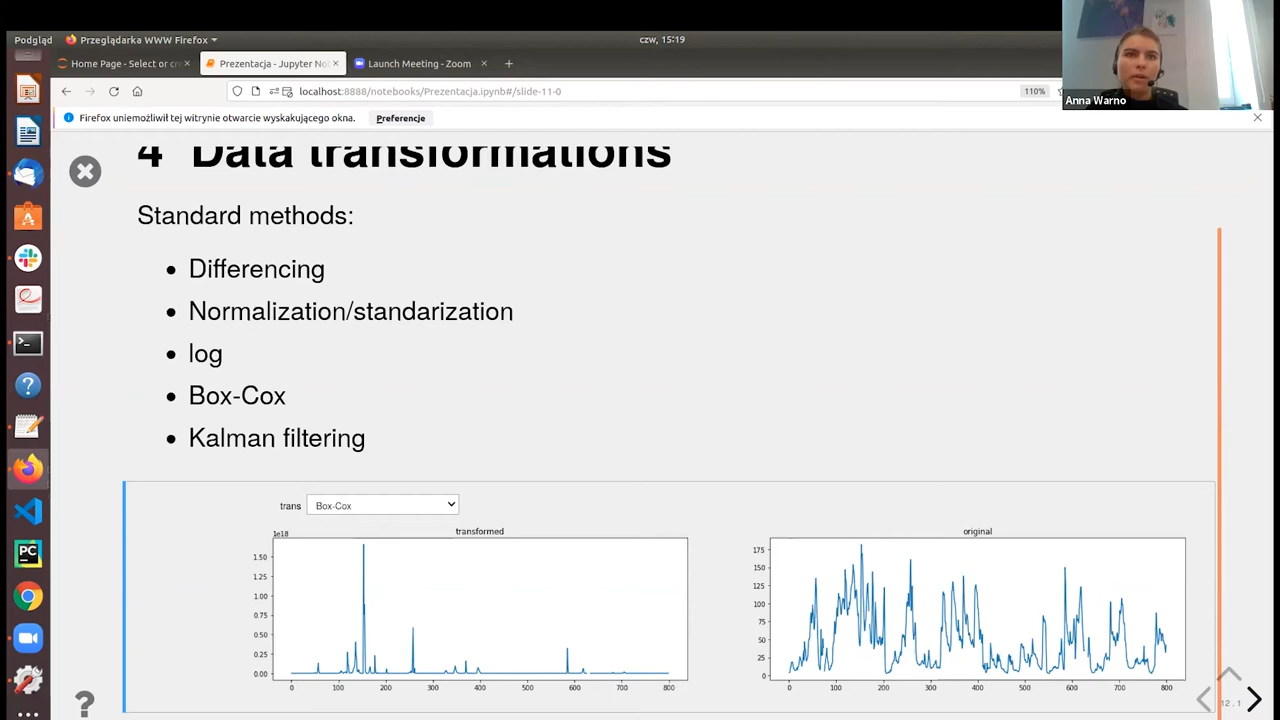 Podgląd
Przeglądarka WWW Firefox
czw, 15:19
Home Page - Select or cr
Prezentacja - Jupyter No
Launch Meeting - Zoom
localhost:8888/notebooks/Prezentacja.ipynb#/slide-11-0
110%
Anna Warno
Firefox uniemożliwił tej witrynie otwarcie wyskakującego okna.
Preferencje
4 Data transformations
Standard methods:
Differencing
Normalization/standarization
log
Box-Cox
Kalman filtering
trans
Box-Cox
transformed
1e18
1.50
1.25
1.00
0.75
0.50
0.25
0.00
0 100 200 300 400 500 600 700 800
original
175
150
125
100
75
50
25
0
0 100 200 300 400 500 600 700 800
12.1
PC
?